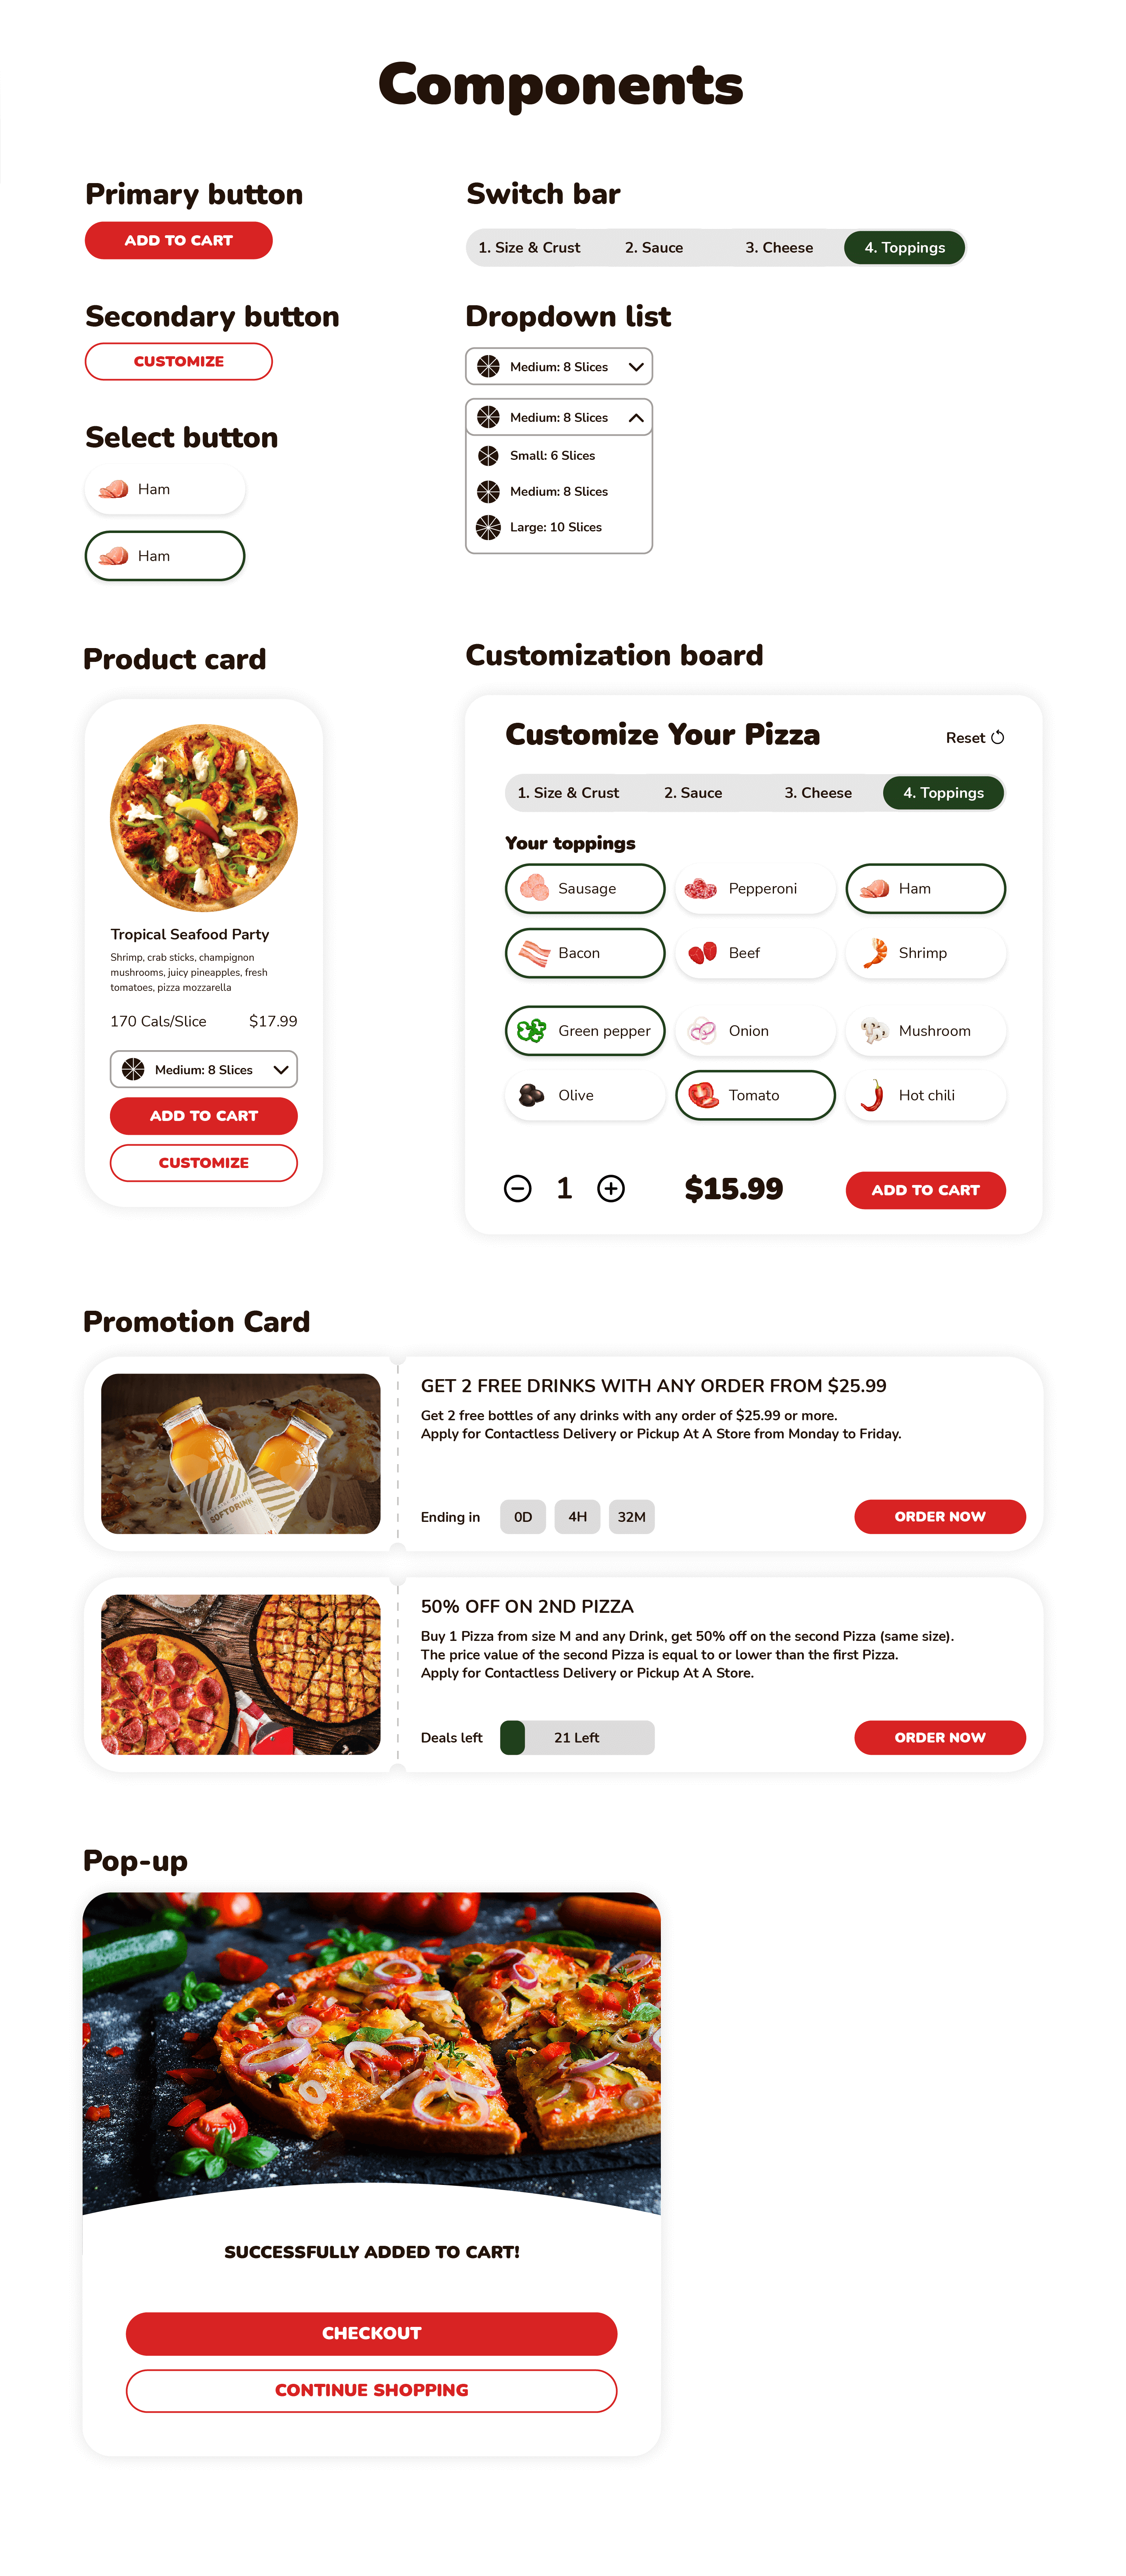 Components
Primary button
ADD TO CART
Secondary button
CUSTOMIZE
Select button
Ham
Ham
Switch bar
1. Size & Crust 2. Sauce 3. Cheese 4. Toppings
Dropdown list
Medium: 8 Slices
Medium: 8 Slices
Small: 6 Slices
Medium: 8 Slices
Large: 10 Slices
Product card
Tropical Seafood Party
Shrimp, crab sticks, champignon
mushrooms, juicy pineapples, fresh
tomatoes, pizza mozzarella
170 Cals/Slice $17.99
Medium: 8 Slices
ADD TO CART
CUSTOMIZE
Customization board
Customize Your Pizza Reset
1. Size & Crust 2. Sauce 3. Cheese 4. Toppings
Your toppings
Sausage Pepperoni Ham
Bacon Beef Shrimp
Green pepper Onion Mushroom
Olive Tomato Hot chili
1 $15.99 ADD TO CART
Promotion Card
SOFTDRINK
GET 2 FREE DRINKS WITH ANY ORDER FROM $25.99
Get 2 free bottles of any drinks with any order of $25.99 or more.
Apply for Contactless Delivery or Pickup At A Store from Monday to Friday.
Ending in 0D 4H 32M ORDER NOW
50% OFF ON 2ND PIZZA
Buy 1 Pizza from size M and any Drink, get 50% off on the second Pizza (same size).
The price value of the second Pizza is equal to or lower than the first Pizza.
Apply for Contactless Delivery or Pickup At A Store.
Deals left 21 Left ORDER NOW
Pop-up
SUCCESSFULLY ADDED TO CART!
CHECKOUT
CONTINUE SHOPPING